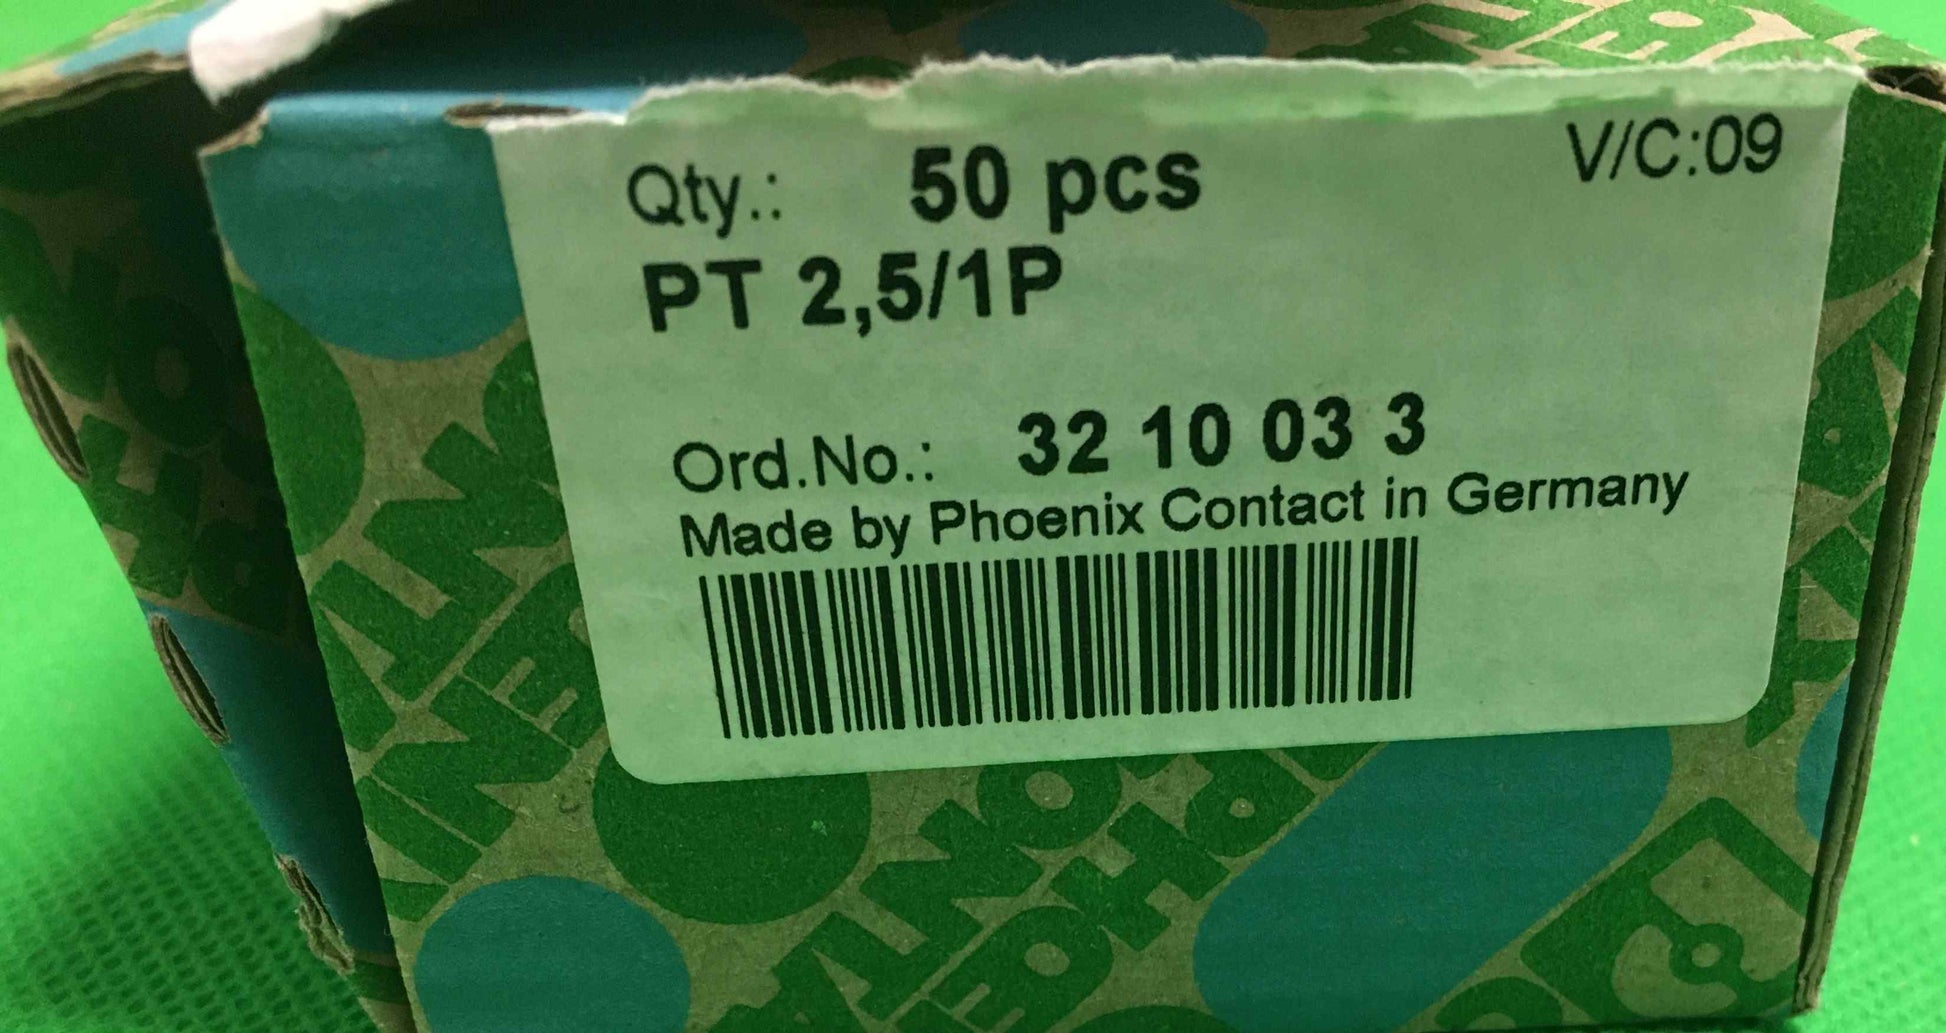 Qty.: 50 pcs V/C:09
PT 2,5/1P
Ord.No.: 32 10 03 3
Made by Phoenix Contact in Germany